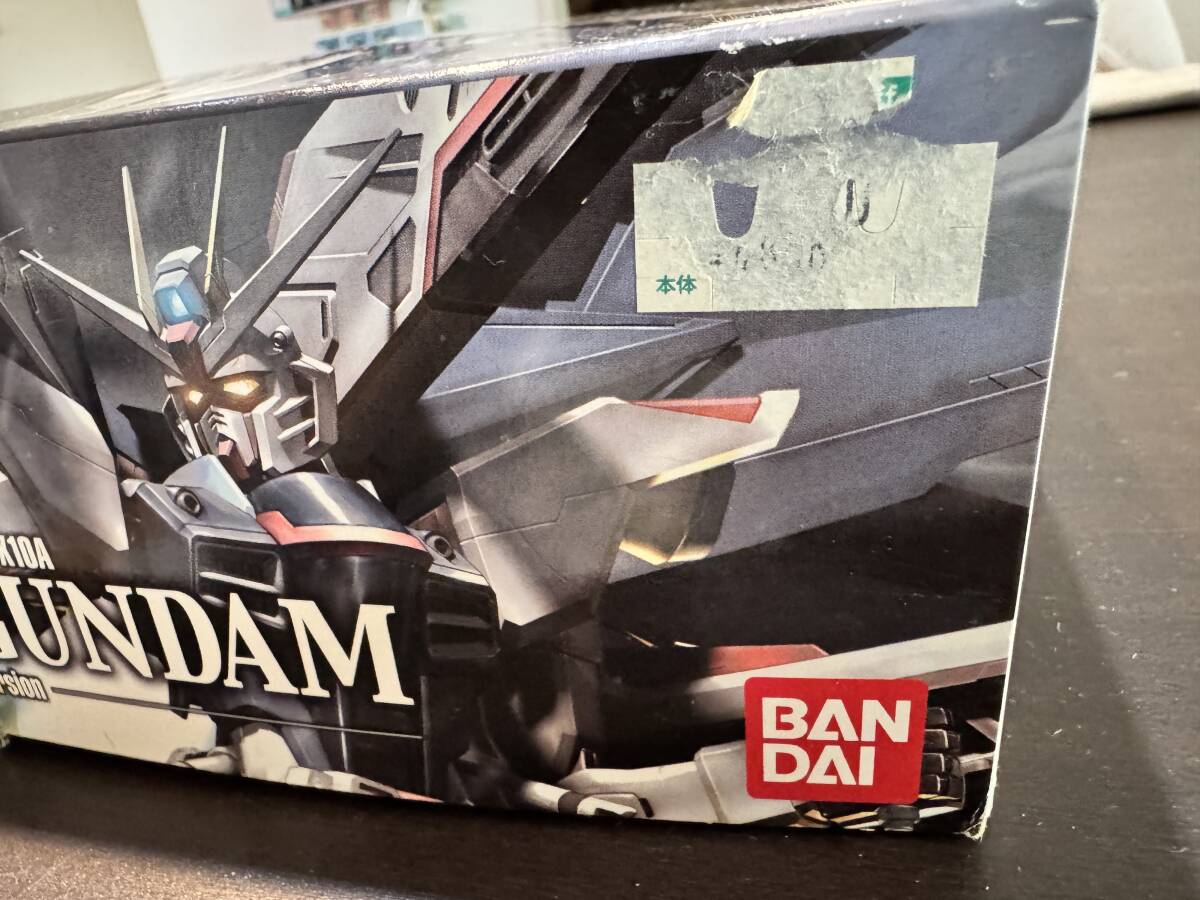 本体
X10A
GUNDAM
rsion
BAN
DAI